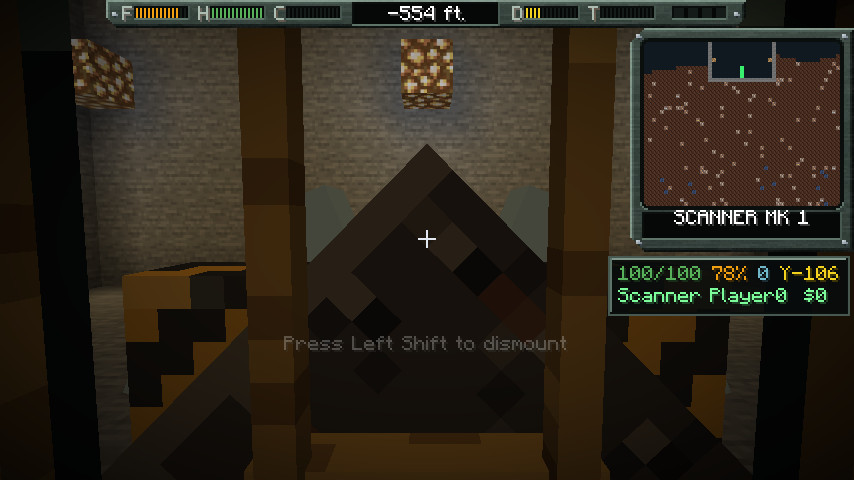 F H C -554 ft. D T
SCANNER MK 1
100/100 78% 0 Y-106
Scanner Player0 $0
Press Left Shift to dismount